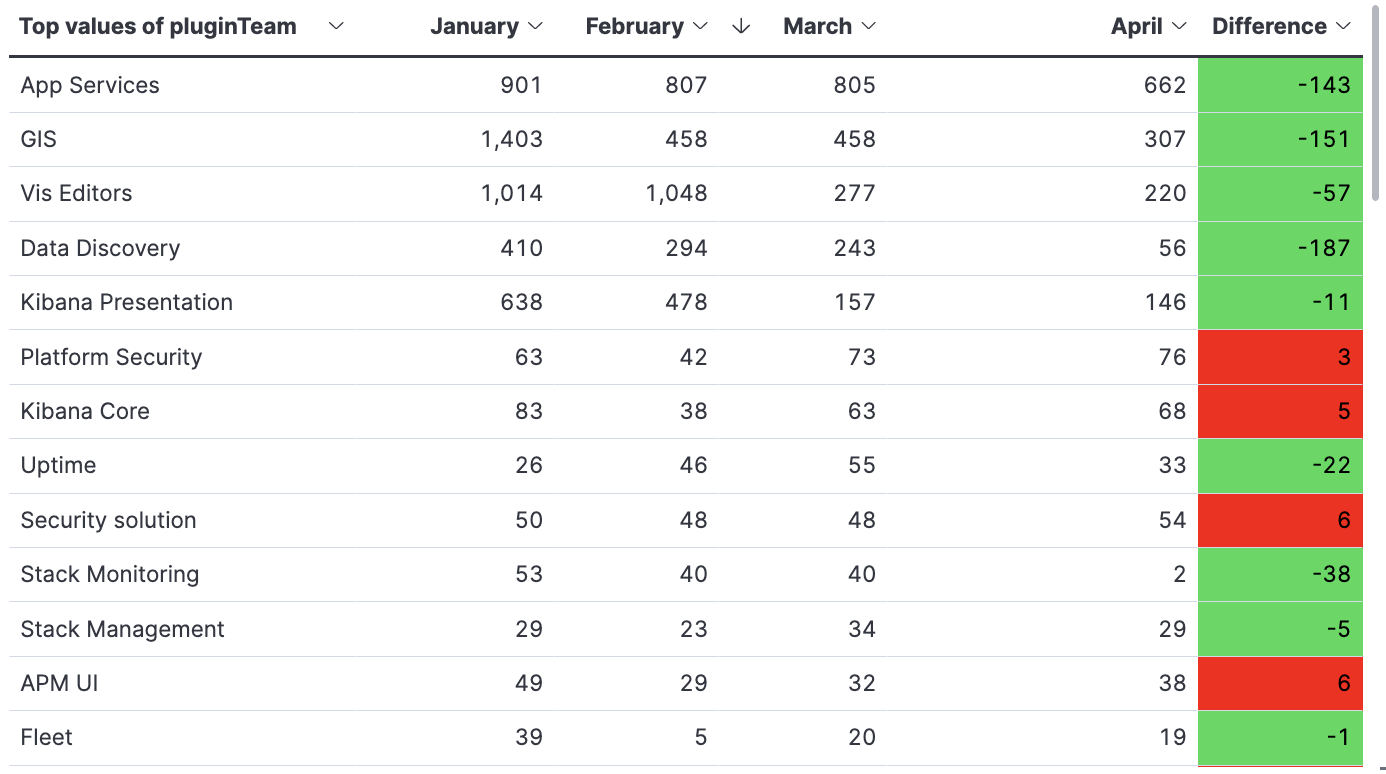 Top values of pluginTeam January February March April Difference
App Services 901 807 805 662 -143
GIS 1,403 458 458 307 -151
Vis Editors 1,014 1,048 277 220 -57
Data Discovery 410 294 243 56 -187
Kibana Presentation 638 478 157 146 -11
Platform Security 63 42 73 76 3
Kibana Core 83 38 63 68 5
Uptime 26 46 55 33 -22
Security solution 50 48 48 54 6
Stack Monitoring 53 40 40 2 -38
Stack Management 29 23 34 29 -5
APM UI 49 29 32 38 6
Fleet 39 5 20 19 -1